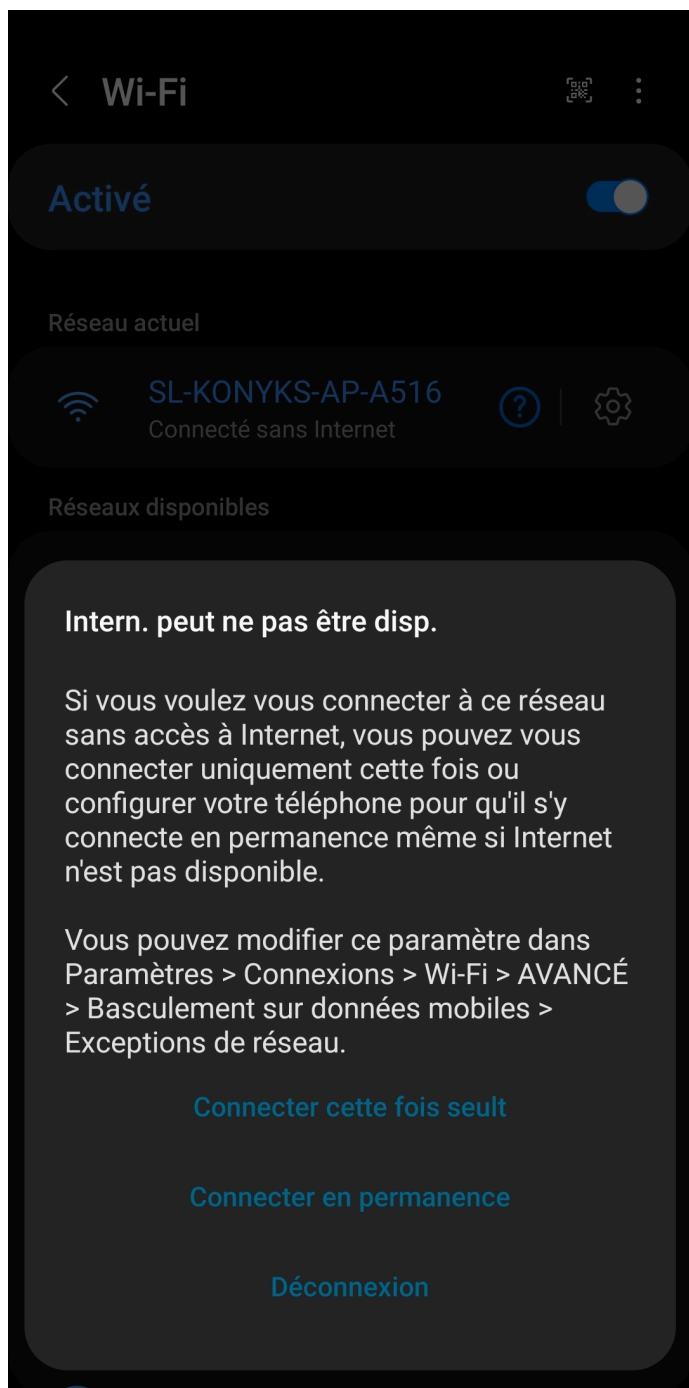 Wi-Fi
Activé
Réseau actuel
SL-KONYKS-AP-A516
Connecté sans Internet
Réseaux disponibles
Intern. peut ne pas être disp.
Si vous voulez vous connecter à ce réseau
sans accès à Internet, vous pouvez vous
connecter uniquement cette fois ou
configurer votre téléphone pour qu'il s'y
connecte en permanence même si Internet
n'est pas disponible.
Vous pouvez modifier ce paramètre dans
Paramètres > Connexions > Wi-Fi > AVANCÉ
> Basculement sur données mobiles >
Exceptions de réseau.
Connecter cette fois seult
Connecter en permanence
Déconnexion